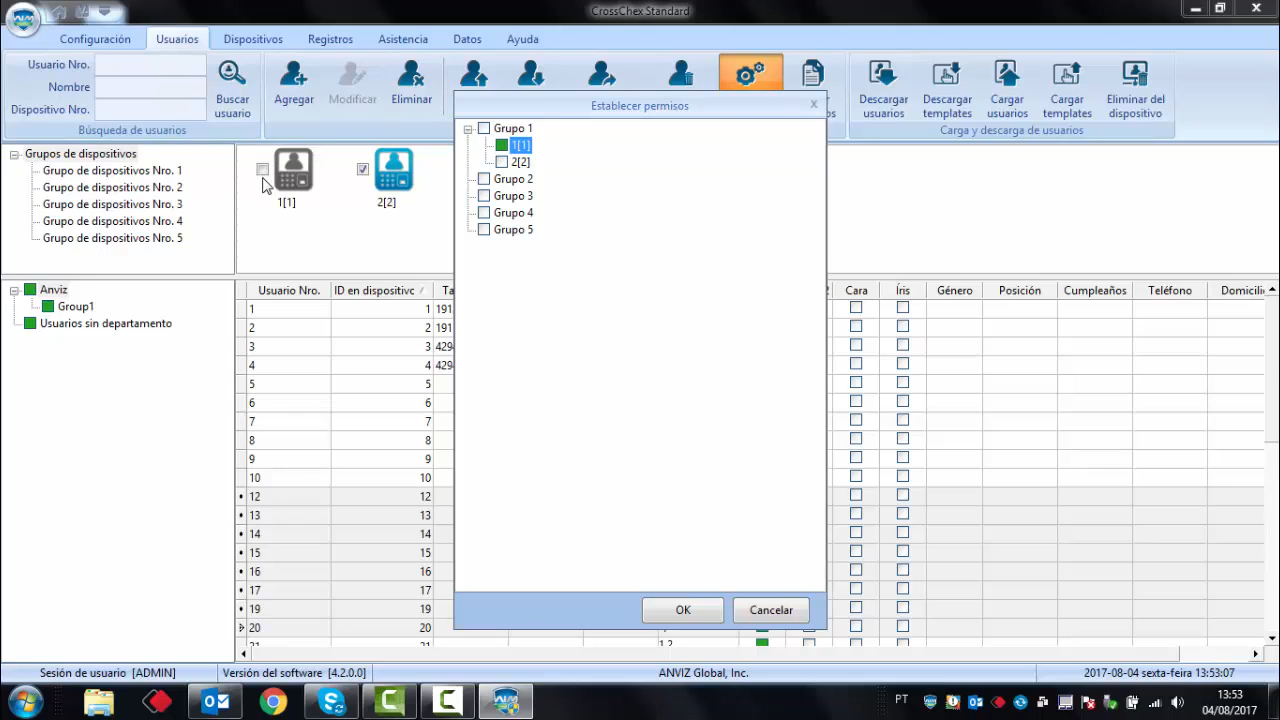 CrossChex Standard
Configuración Usuarios Dispositivos Registros Asistencia Datos Ayuda
Usuario Nro.
Nombre
Dispositivo Nro.
Buscar usuario
Búsqueda de usuarios
Agregar Modificar Eliminar
Descargar usuarios
Descargar templates
Cargar usuarios
Cargar templates
Eliminar del dispositivo
Carga y descarga de usuarios
Establecer permisos
Grupo 1
1[1]
2[2]
Grupo 2
Grupo 3
Grupo 4
Grupo 5
OK Cancelar
Grupos de dispositivos
Grupo de dispositivos Nro. 1
Grupo de dispositivos Nro. 2
Grupo de dispositivos Nro. 3
Grupo de dispositivos Nro. 4
Grupo de dispositivos Nro. 5
1[1] 2[2]
Anviz
Group1
Usuarios sin departamento
Usuario Nro. ID en dispositivo Ta Cara Íris Género Posición Cumpleaños Teléfono Domicili
1 1 191
2 2 191
3 3 429
4 4 429
5 5
6 6
7 7
8 8
9 9
10 10
12 12
13 13
14 14
15 15
16 16
17 17
19 19
20 20
21 21 1,2
Sesión de usuario [ADMIN] Versión del software [4.2.0.0] ANVIZ Global, Inc. 2017-08-04 sexta-feira 13:53:07
PT 13:53
04/08/2017